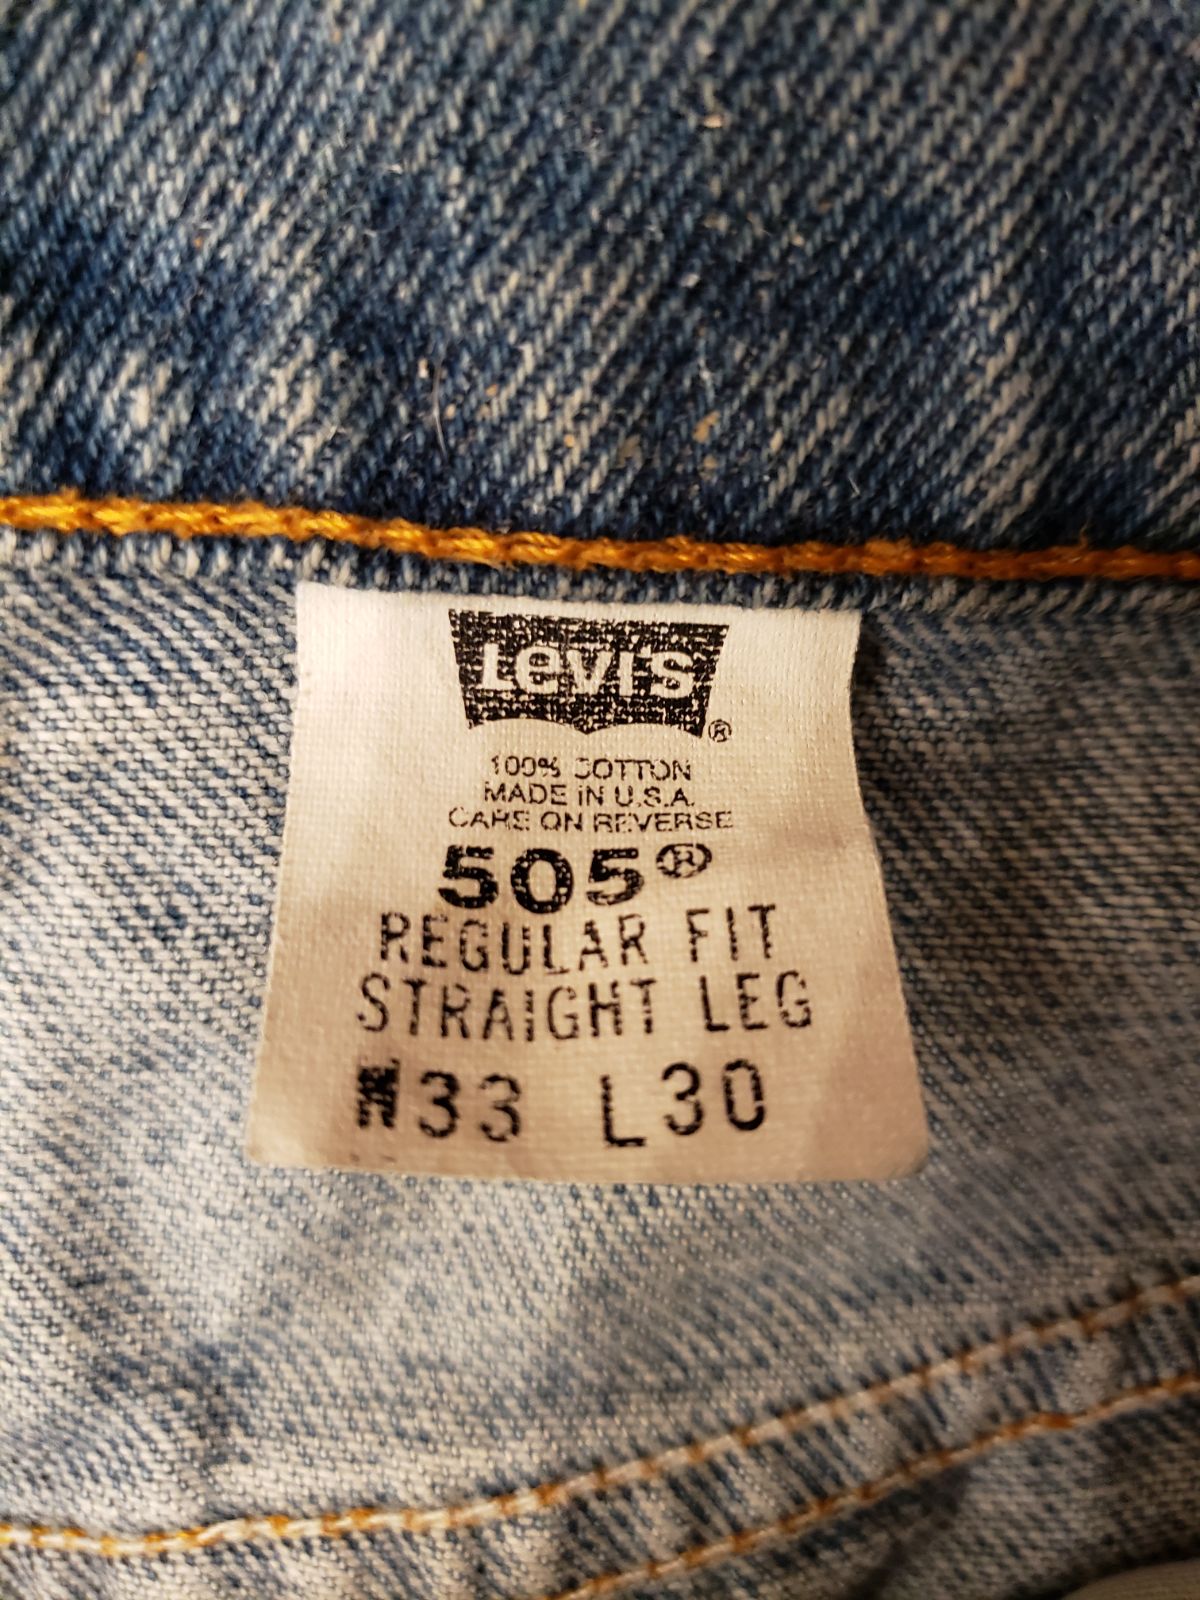 Levi's ®
100% COTTON
MADE IN U.S.A.
CARE ON REVERSE
505®
REGULAR FIT
STRAIGHT LEG
W33 L30